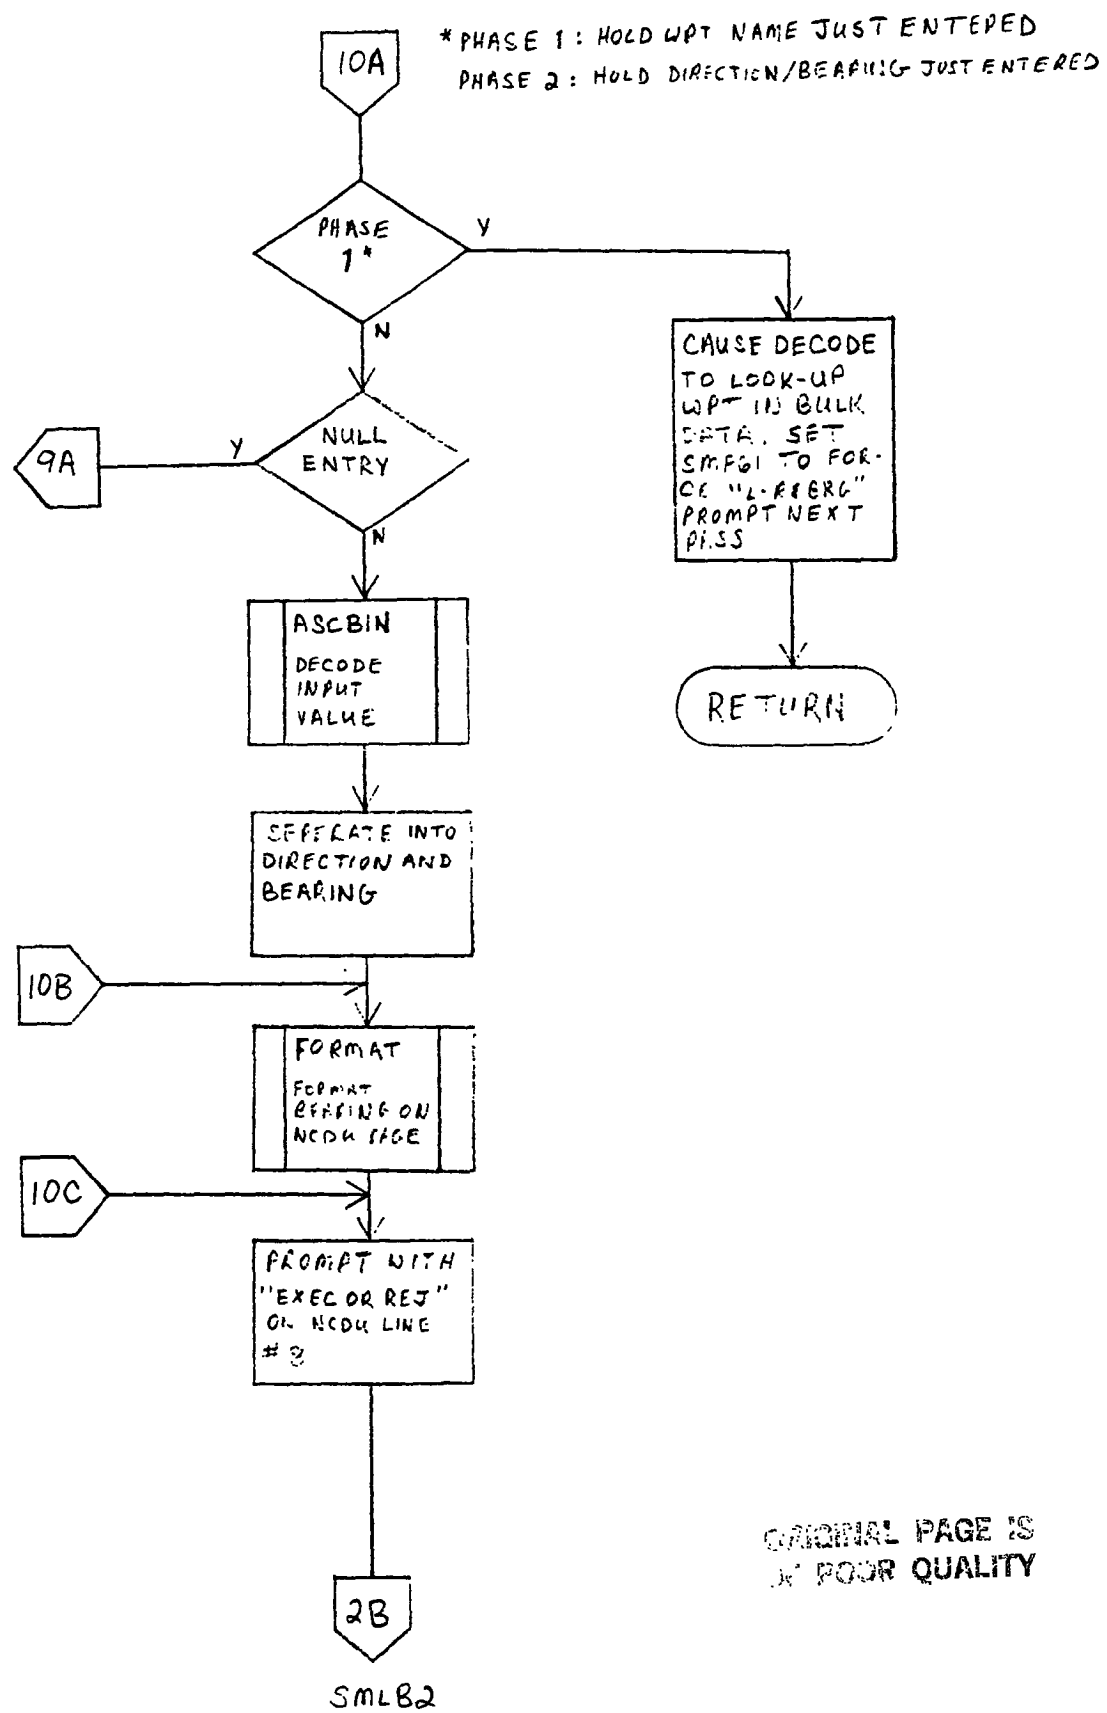 10A
* PHASE 1 : HOLD WPT NAME JUST ENTERED
PHASE 2 : HOLD DIRECTION/BEARING JUST ENTERED
PHASE
1*
Y
N
CAUSE DECODE
TO LOOK-UP
WPT IN BULK
DATA. SET
TO FOR-
CE
PROMPT NEXT
PASS
NULL
ENTRY
Y
9A
N
ASCBIN
DECODE
INPUT
VALUE
RETURN
SEPERATE INTO
DIRECTION AND
BEARING
10B
FORMAT
FORMAT
BEARING ON
NCDU PAGE
10C
PROMPT WITH
"EXEC OR REJ"
ON NCDU LINE
# 8
2B
SMLB2
ORIGINAL PAGE IS
OF POOR QUALITY